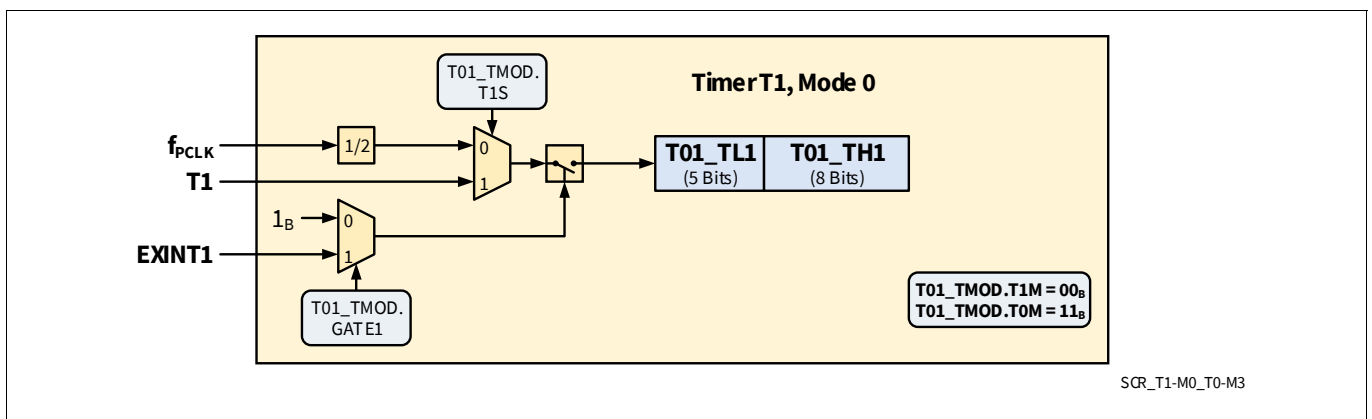 T01_TMOD.
T1S
Timer T1, Mode 0
fPCLK
1/2
0
T01_TL1
(5 Bits)
T01_TH1
(8 Bits)
T1
1
1B
0
EXINT1
1
T01_TMOD.
GATE1
T01_TMOD.T1M = 00B
T01_TMOD.T0M = 11B
SCR_T1-M0_T0-M3